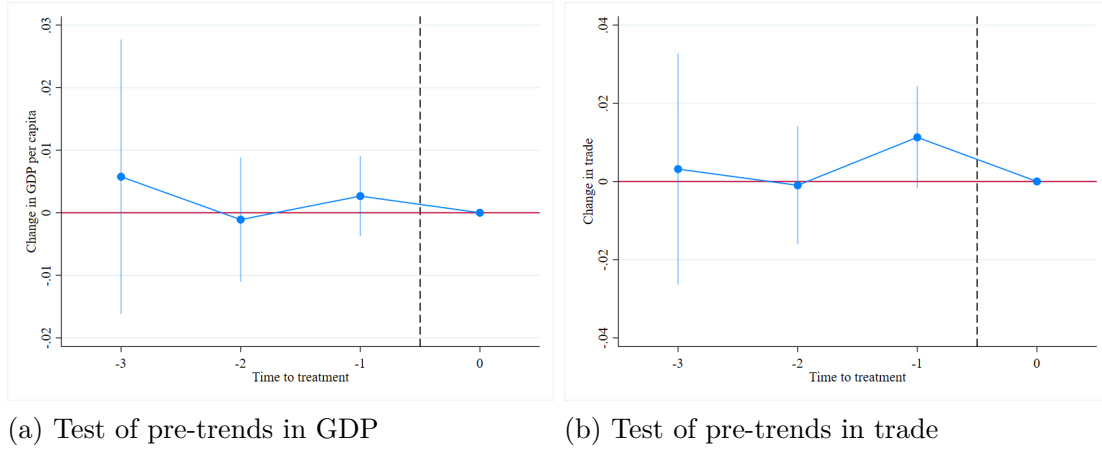 Change in GDP per capita
.03
.02
.01
0
-.01
-.02
-3 -2 -1 0
Time to treatment
(a) Test of pre-trends in GDP
Change in trade
.04
.02
0
-.02
-.04
-3 -2 -1 0
Time to treatment
(b) Test of pre-trends in trade